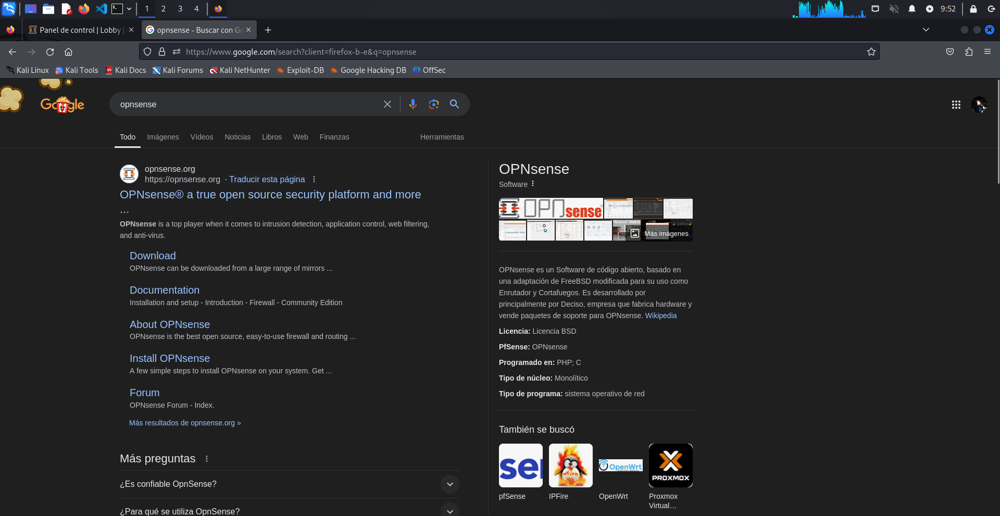 1 2 3 4
9:52
Panel de control | Lobby |
opnsense - Buscar con Go
https://www.google.com/search?client=firefox-b-e&q=opnsense
Kali Linux Kali Tools Kali Docs Kali Forums Kali NetHunter Exploit-DB Google Hacking DB OffSec
Google
opnsense
Todo Imágenes Vídeos Noticias Libros Web Finanzas Herramientas
opnsense.org
https://opnsense.org · Traducir esta página
OPNsense® a true open source security platform and more
...
OPNsense is a top player when it comes to intrusion detection, application control, web filtering,
and anti-virus.
Download
OPNsense can be downloaded from a large range of mirrors ...
Documentation
Installation and setup - Introduction - Firewall - Community Edition
About OPNsense
OPNsense is the best open source, easy-to-use firewall and routing ...
Install OPNsense
A few simple steps to install OPNsense on your system. Get ...
Forum
OPNsense Forum - Index.
Más resultados de opnsense.org »
Más preguntas
¿Es confiable OpnSense?
¿Para qué se utiliza OpnSense?
OPNsense
Software
OPNsense®
Más imágenes
OPNsense es un Software de código abierto, basado en
una adaptación de FreeBSD modificada para su uso como
Enrutador y Cortafuegos. Es desarrollado por
principalmente por Deciso, empresa que fabrica hardware y
vende paquetes de soporte para OPNsense. Wikipedia
Licencia: Licencia BSD
PfSense: OPNsense
Programado en: PHP; C
Tipo de núcleo: Monolítico
Tipo de programa: sistema operativo de red
También se buscó
IPFire
OpenWrt
PROXMOX
pfSense IPFire OpenWrt Proxmox
Virtual…